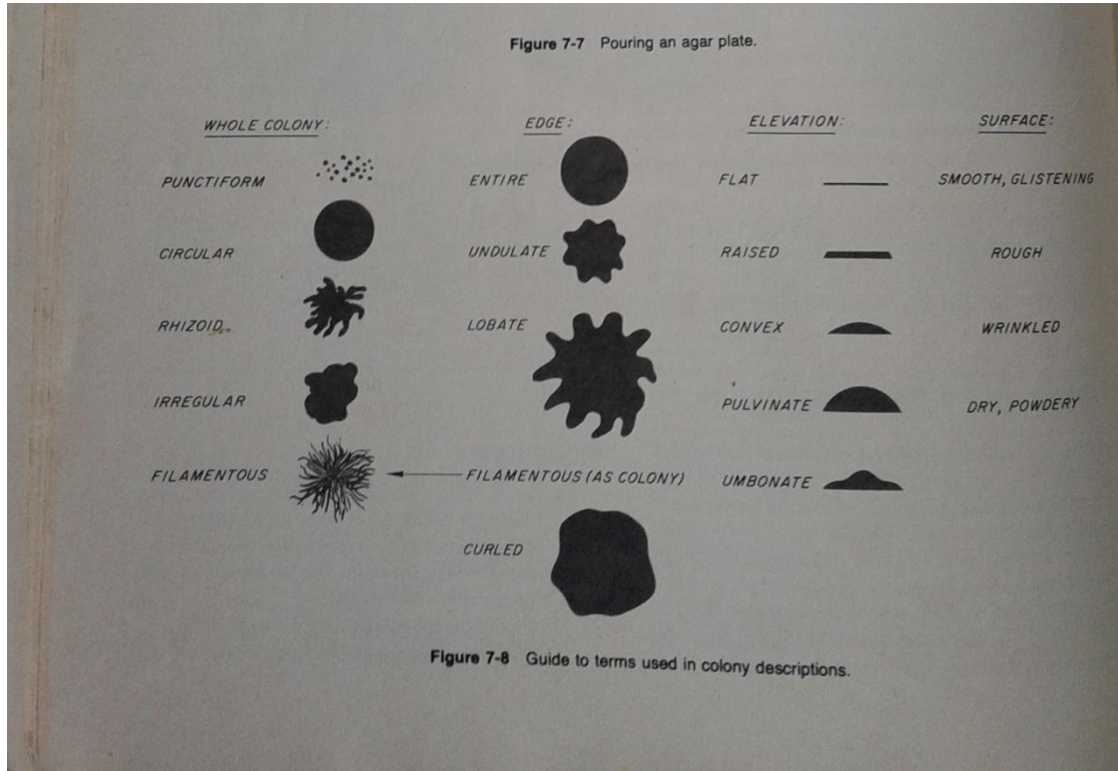 Figure 7-7 Pouring an agar plate.
WHOLE COLONY:
PUNCTIFORM
CIRCULAR
RHIZOID
IRREGULAR
FILAMENTOUS
EDGE:
ENTIRE
UNDULATE
LOBATE
FILAMENTOUS (AS COLONY)
CURLED
ELEVATION:
FLAT
RAISED
CONVEX
PULVINATE
UMBONATE
SURFACE:
SMOOTH, GLISTENING
ROUGH
WRINKLED
DRY, POWDERY
Figure 7-8 Guide to terms used in colony descriptions.